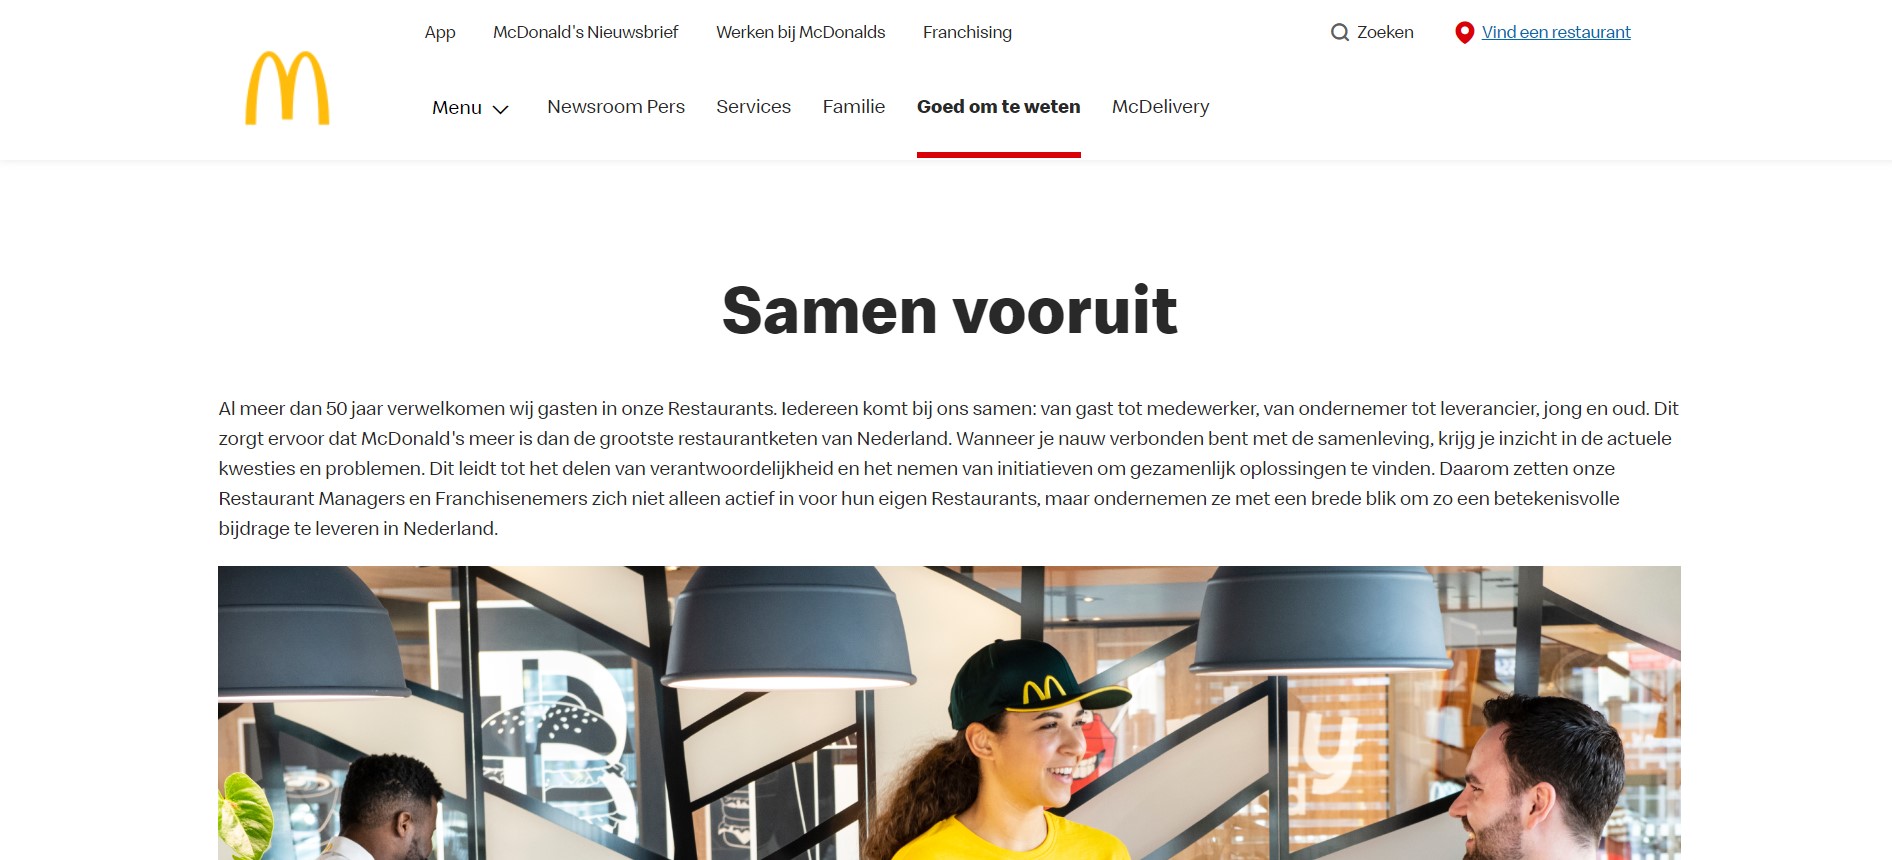 App McDonald's Nieuwsbrief Werken bij McDonalds Franchising Zoeken Vind een restaurant
Menu Newsroom Pers Services Familie Goed om te weten McDelivery
Samen vooruit
Al meer dan 50 jaar verwelkomen wij gasten in onze Restaurants. Iedereen komt bij ons samen: van gast tot medewerker, van ondernemer tot leverancier, jong en oud. Dit
zorgt ervoor dat McDonald's meer is dan de grootste restaurantketen van Nederland. Wanneer je nauw verbonden bent met de samenleving, krijg je inzicht in de actuele
kwesties en problemen. Dit leidt tot het delen van verantwoordelijkheid en het nemen van initiatieven om gezamenlijk oplossingen te vinden. Daarom zetten onze
Restaurant Managers en Franchisenemers zich niet alleen actief in voor hun eigen Restaurants, maar ondernemen ze met een brede blik om zo een betekenisvolle
bijdrage te leveren in Nederland.